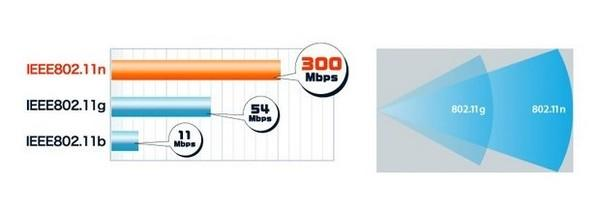 IEEE802.11n
300
Mbps
IEEE802.11g
54
Mbps
IEEE802.11b
11
Mbps
802.11g
802.11n